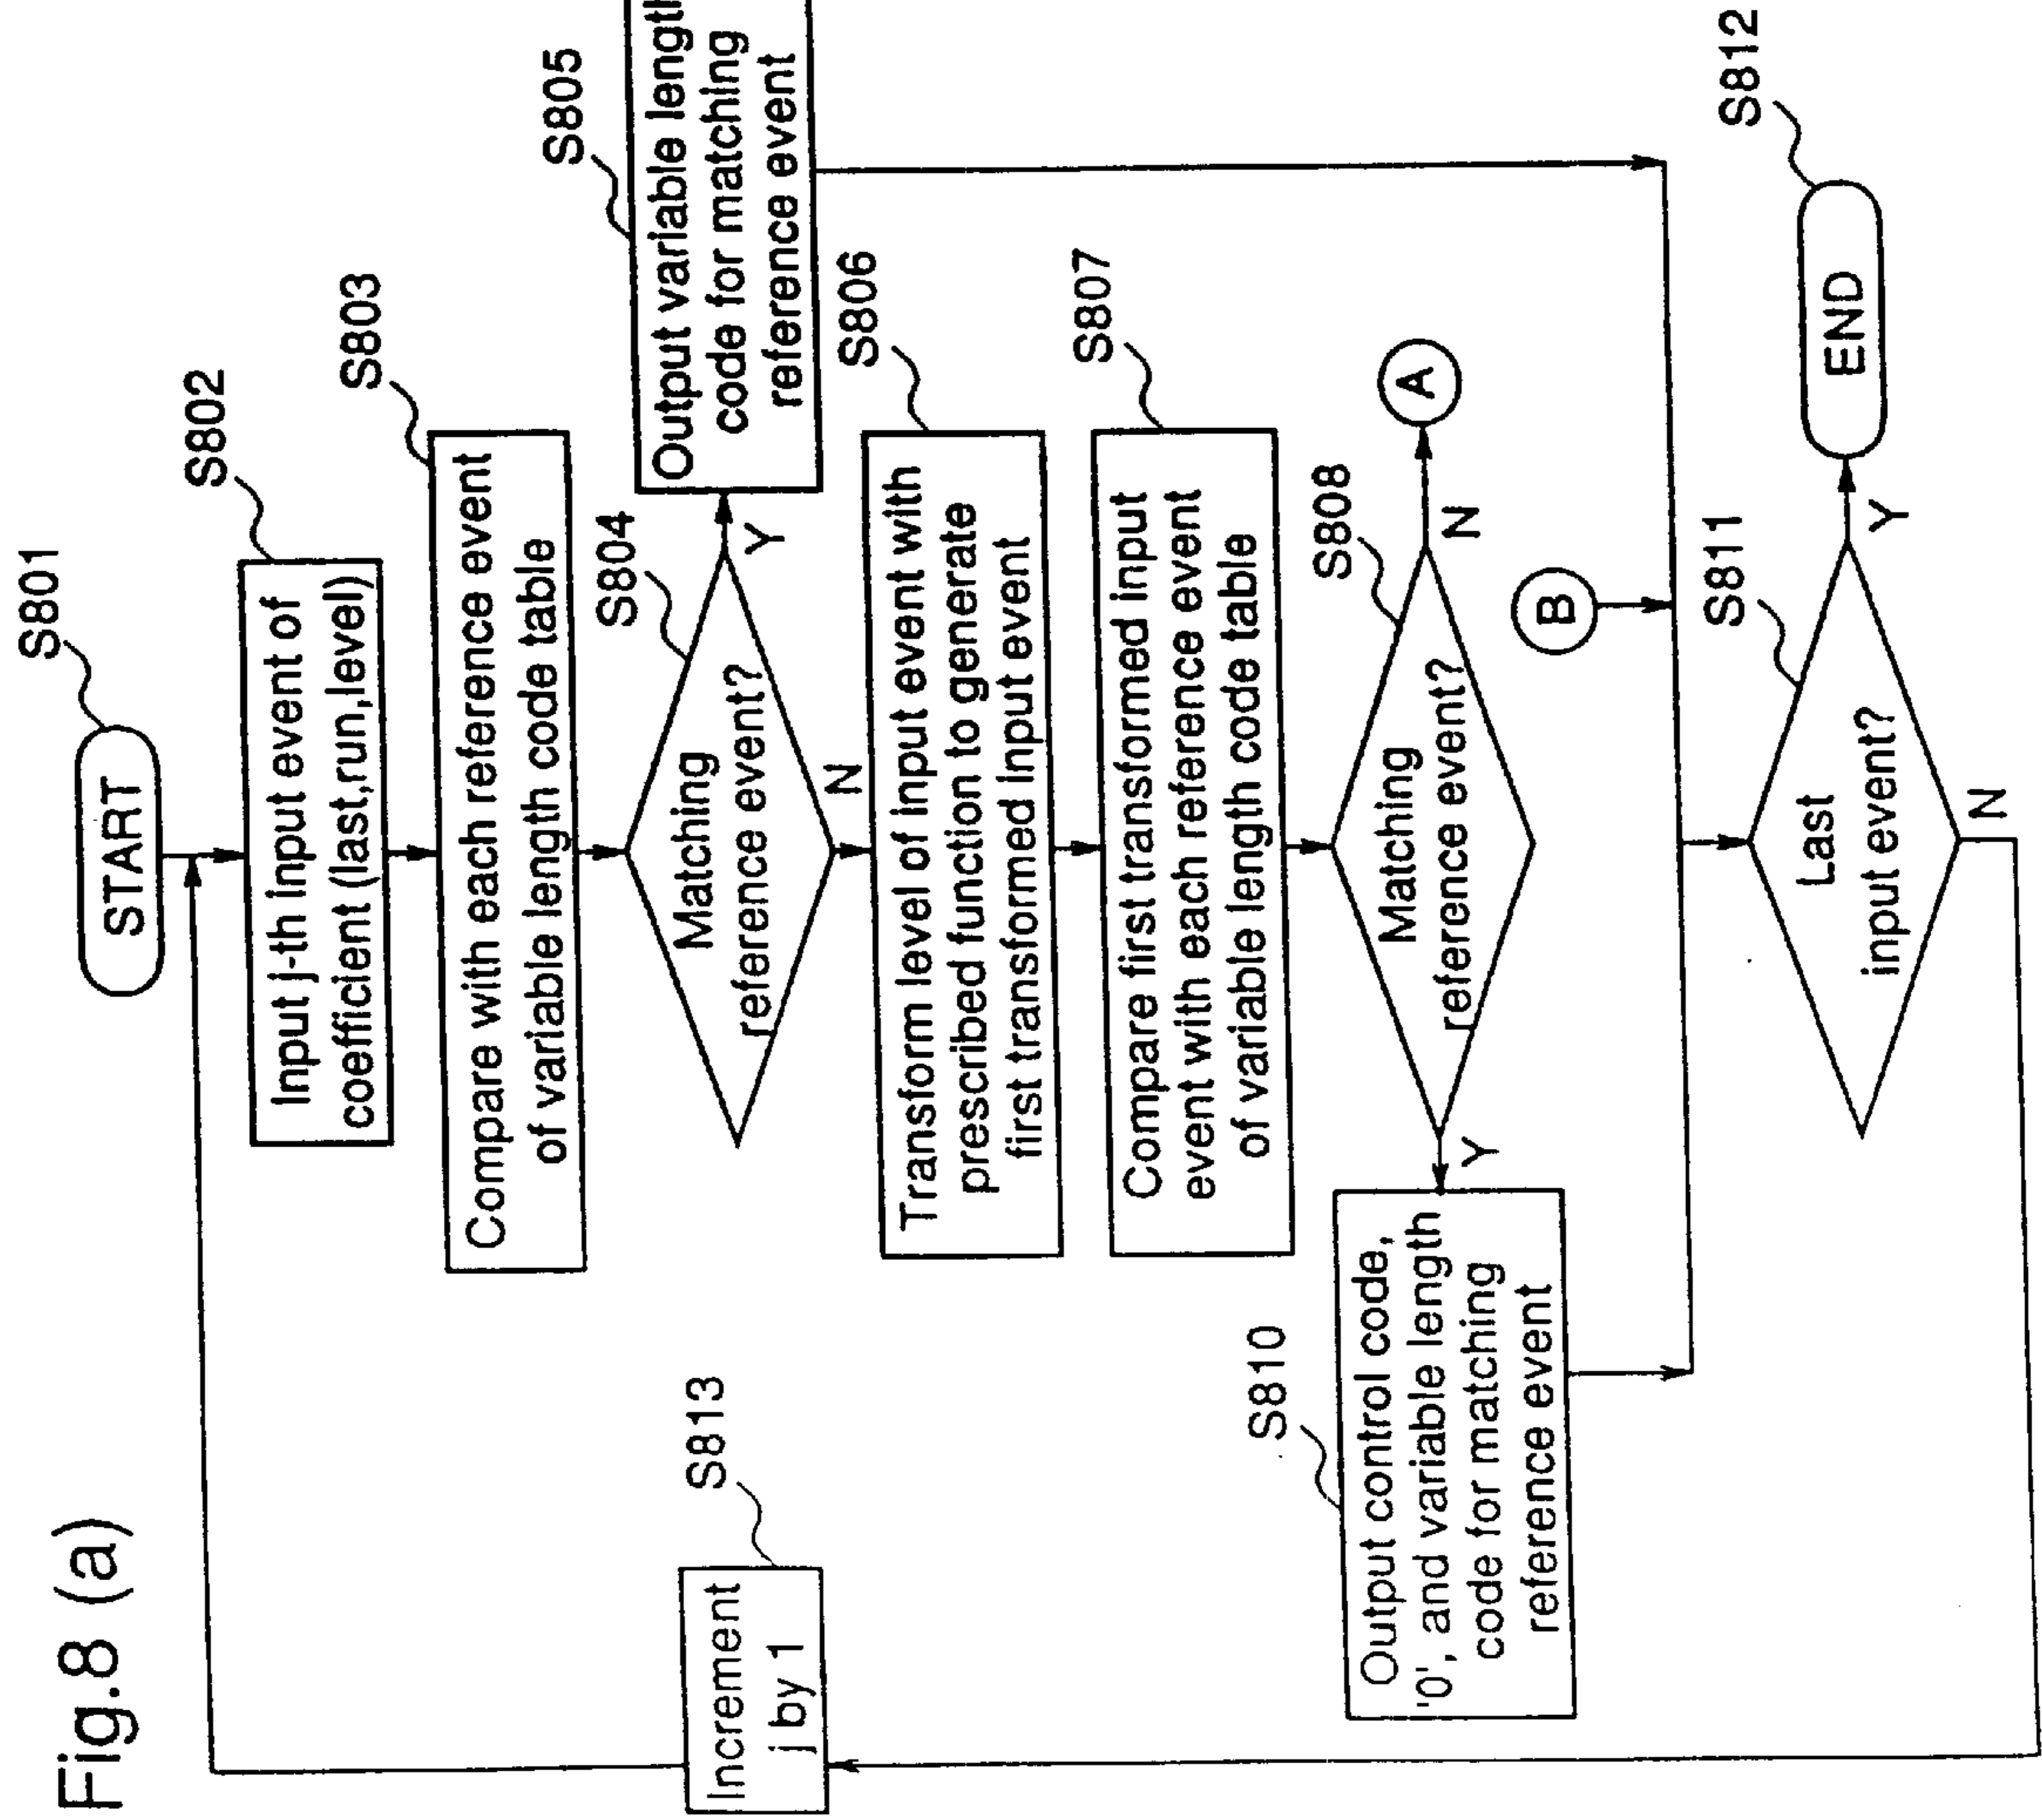 Fig.8 (a)
S801
START
S802
Input j-th input event of
coefficient (last,run,level)
S803
Compare with each reference event
of variable length code table
S804
Matching
reference event?
Y
N
S805
Output variable length
code for matching
reference event
S806
Transform level of input event with
prescribed function to generate
first transformed input event
S807
Compare first transformed input
event with each reference event
of variable length code table
S808
Matching
reference event?
Y
N
A
S810
Output control code,
'0', and variable length
code for matching
reference event
B
S811
Last
input event?
Y
N
S812
END
S813
Increment
j by 1